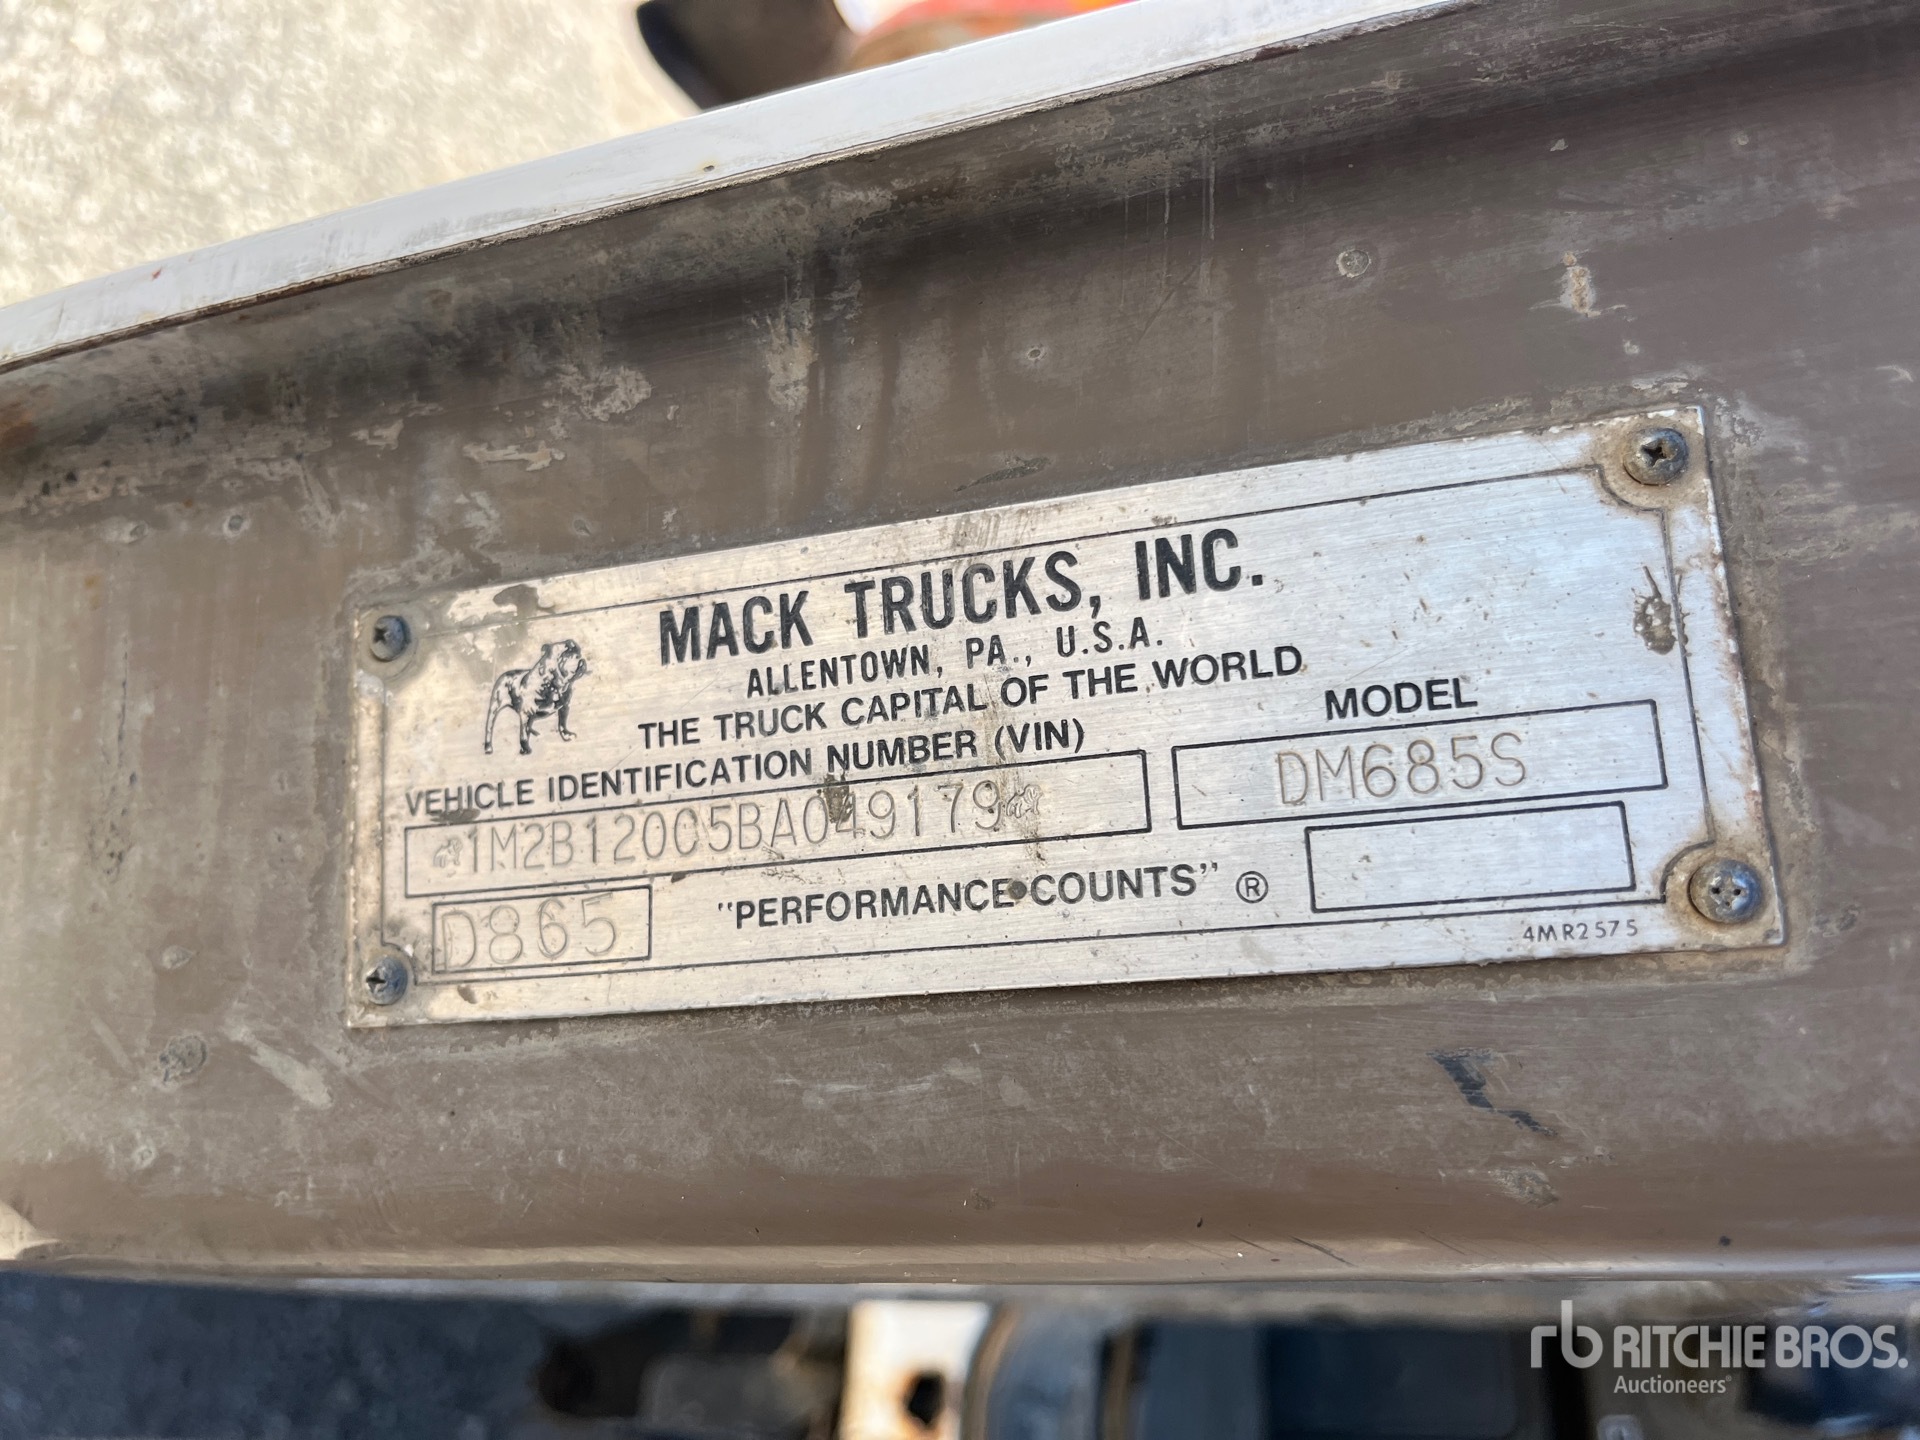 MACK TRUCKS, INC.
ALLENTOWN, PA., U.S.A.
THE TRUCK CAPITAL OF THE WORLD
VEHICLE IDENTIFICATION NUMBER (VIN)
MODEL
1M2B120C5BA049179
DM685S
D865
"PERFORMANCE COUNTS" ®
4MR2575
rb RITCHIE BROS.
Auctioneers